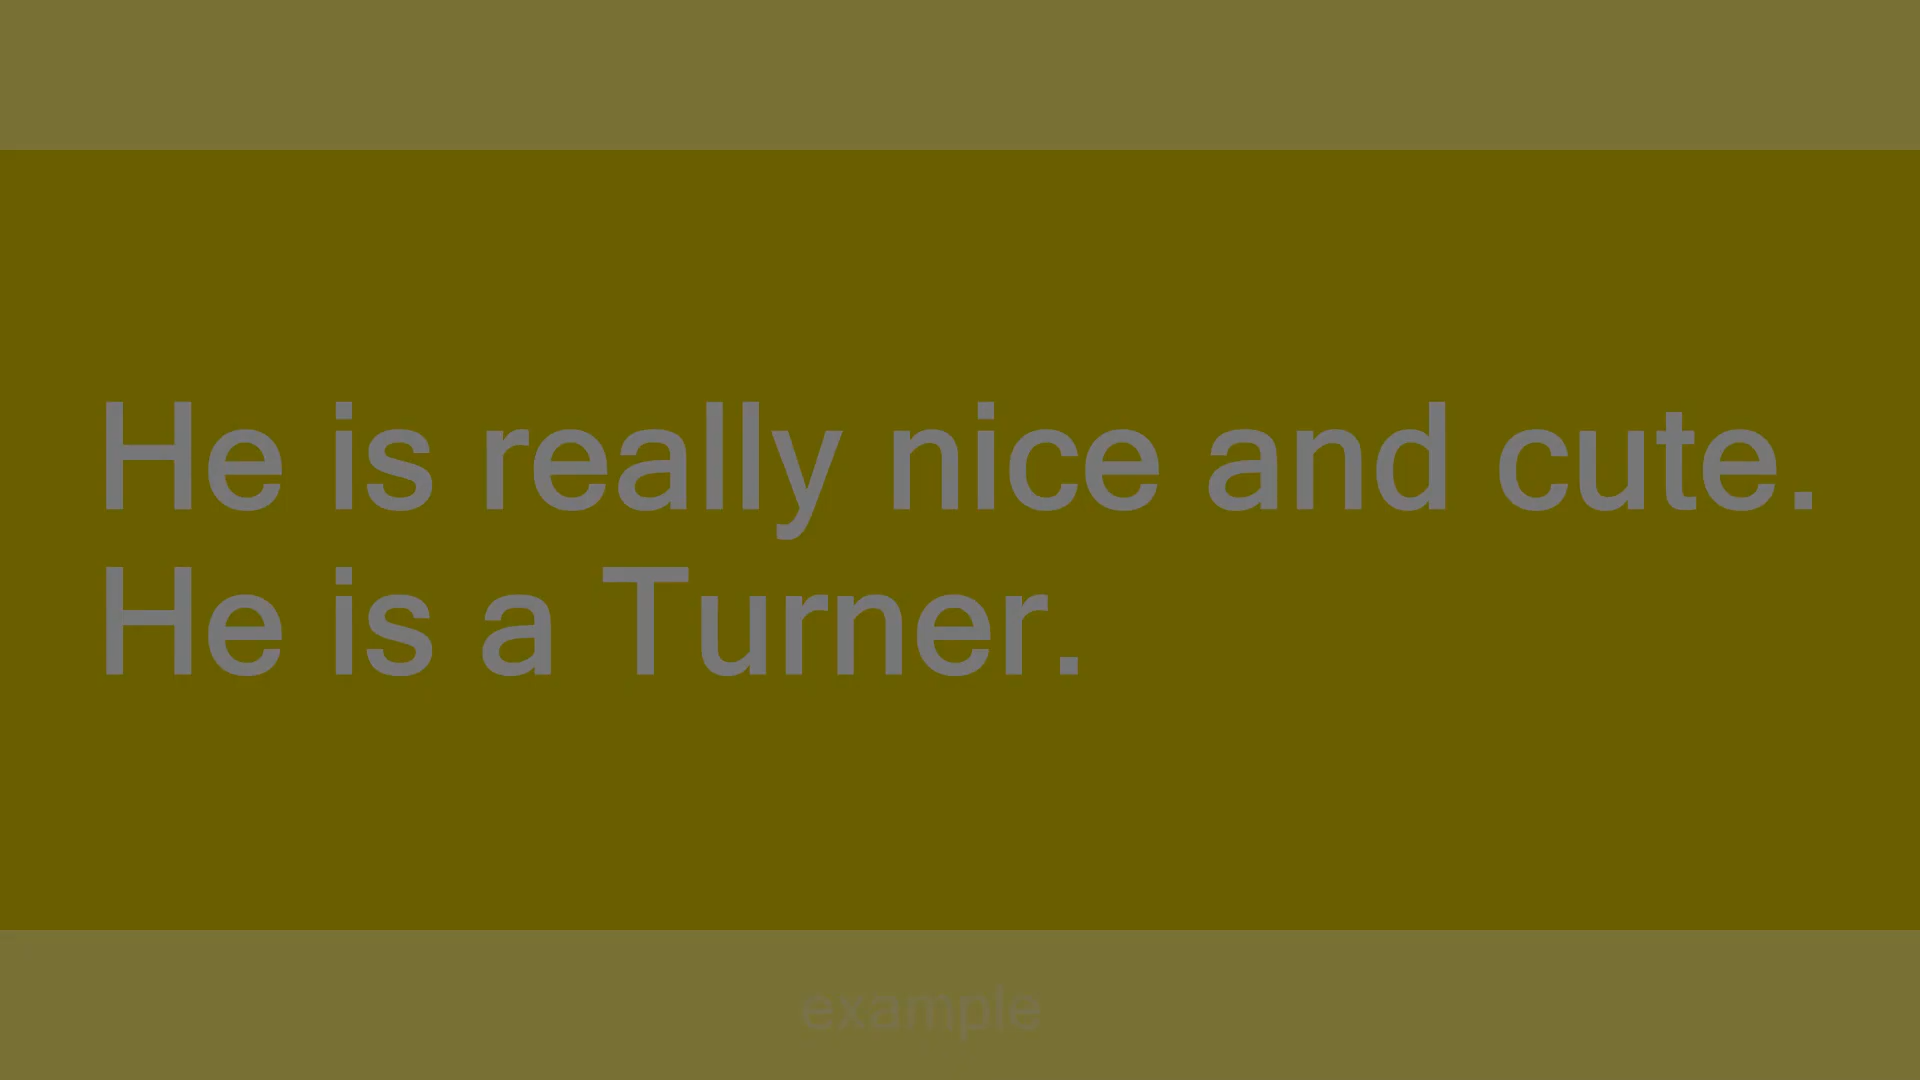 He is really nice and cute.
He is a Turner.
example